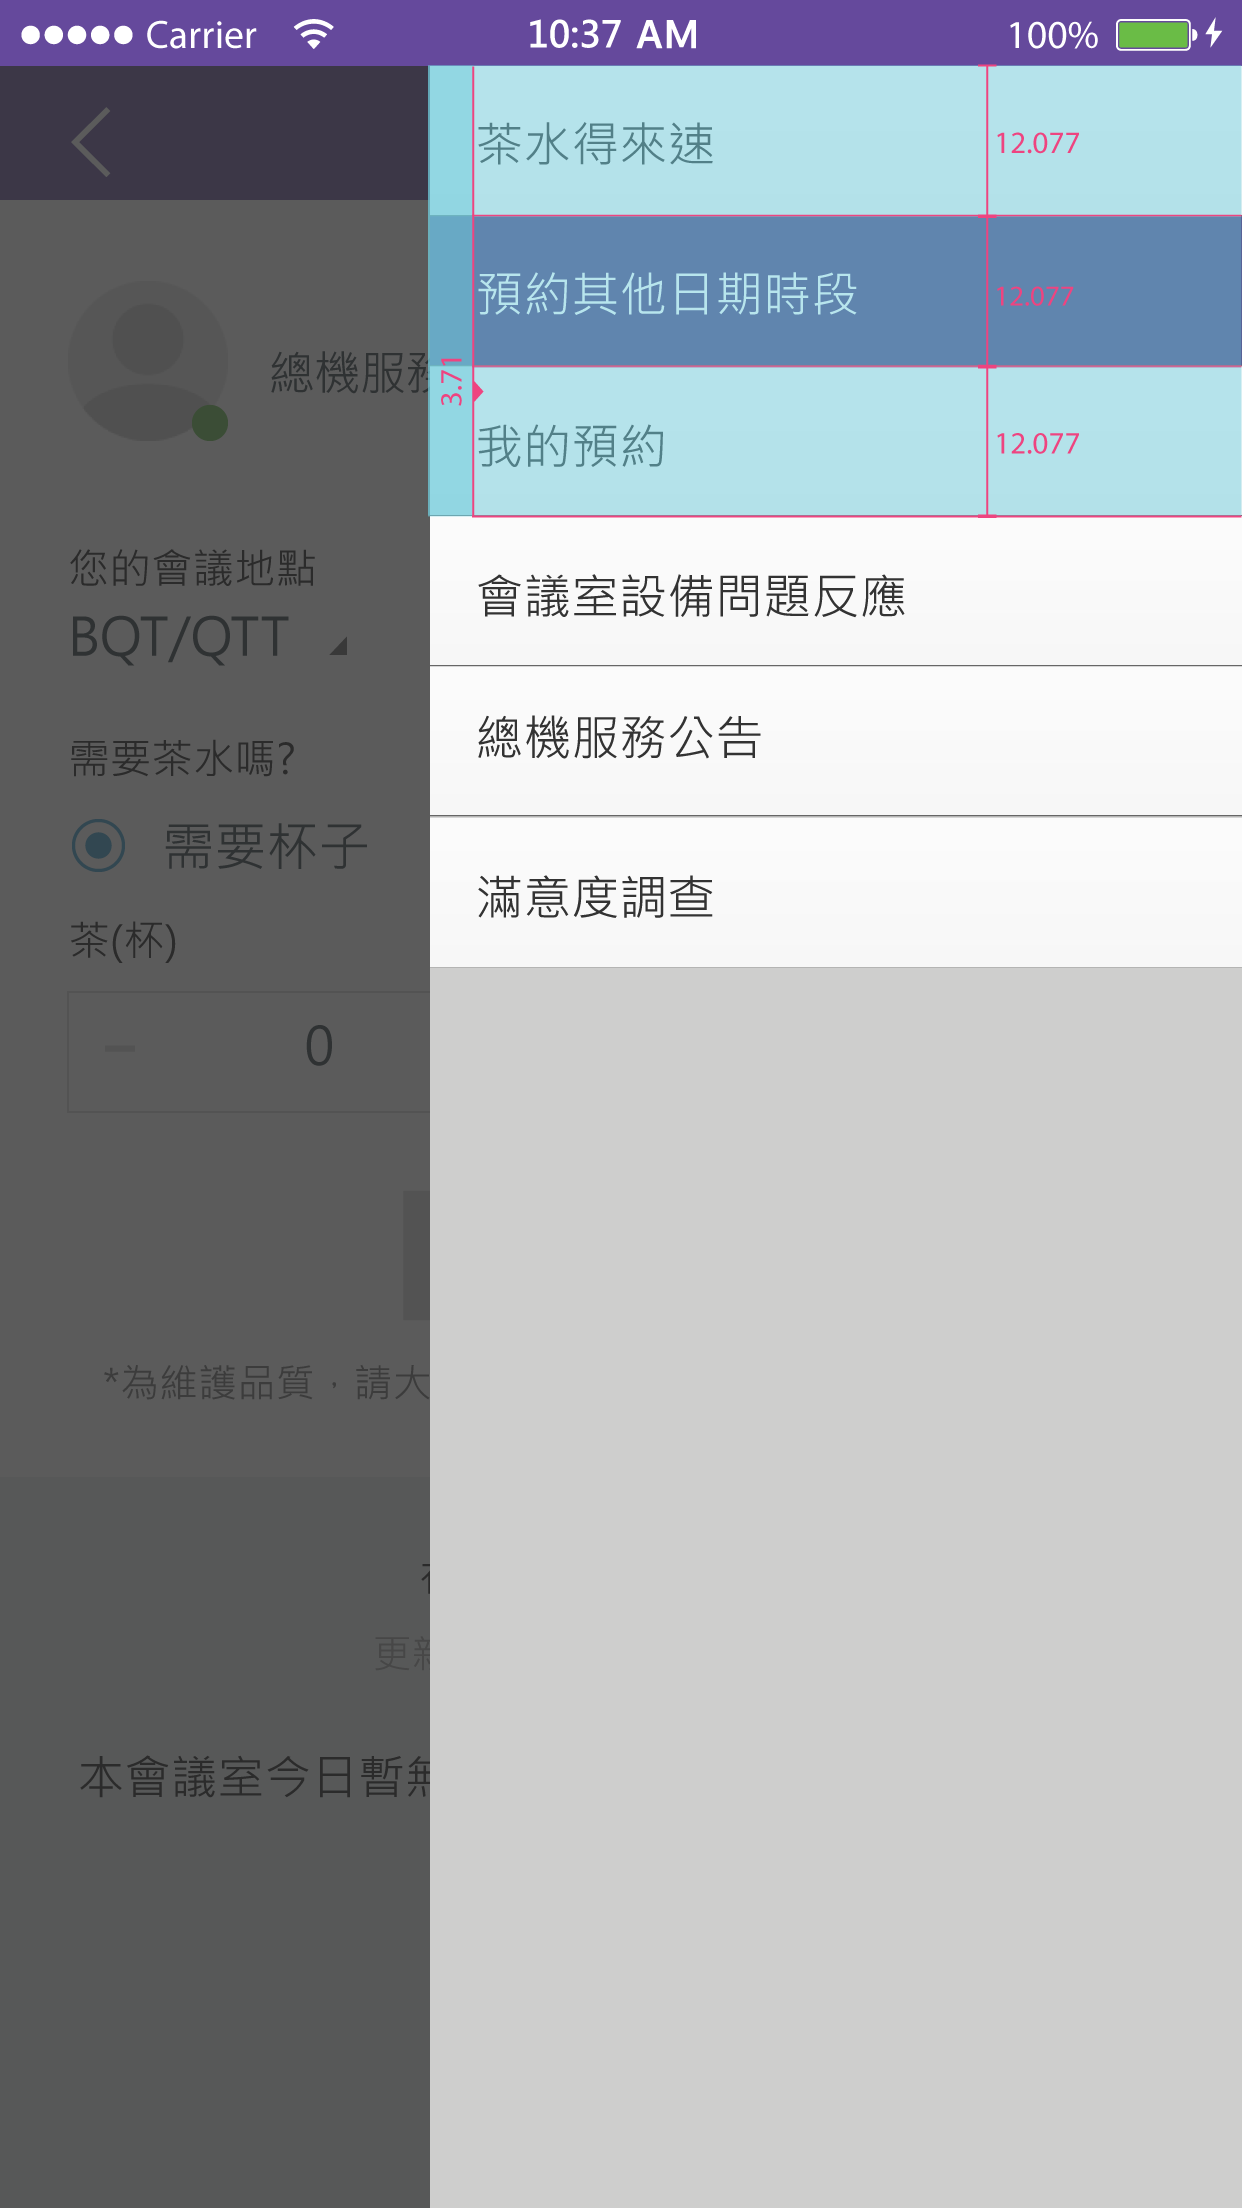 Carrier 10:37 AM 100%
茶水得來速 12.077
預約其他日期時段 12.077
總機服務
3.71
我的預約 12.077
您的會議地點
會議室設備問題反應
BQT/QTT
需要茶水嗎?
總機服務公告
需要杯子
茶(杯)
滿意度調查
0
*為維護品質，請大
更新
本會議室今日暫無